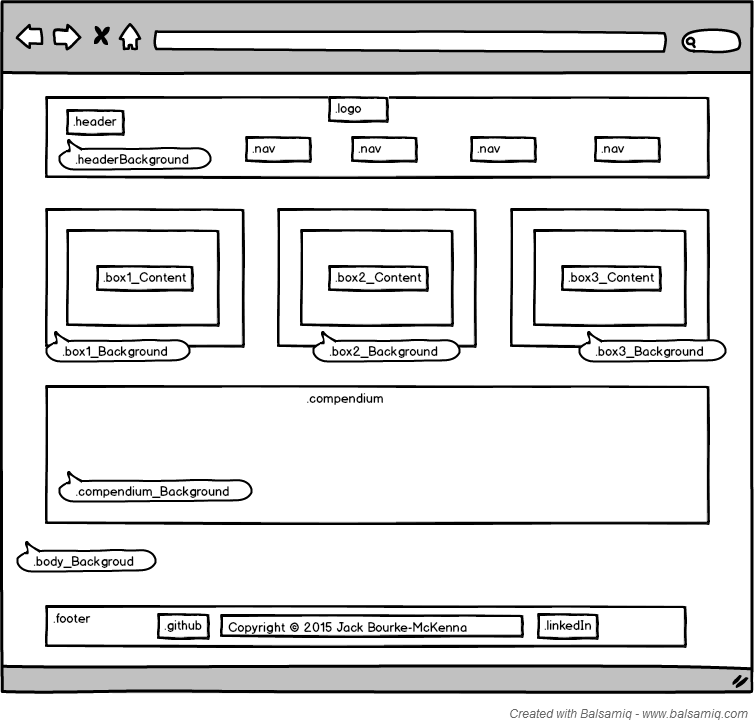 .logo
.header
.nav
.nav
.nav
.nav
.headerBackground
.box1_Content
.box2_Content
.box3_Content
.box1_Background
.box2_Background
.box3_Background
.compendium
.compendium_Background
.body_Backgroud
.footer
.github
Copyright © 2015 Jack Bourke-McKenna
.linkedIn
Created with Balsamiq - www.balsamiq.com